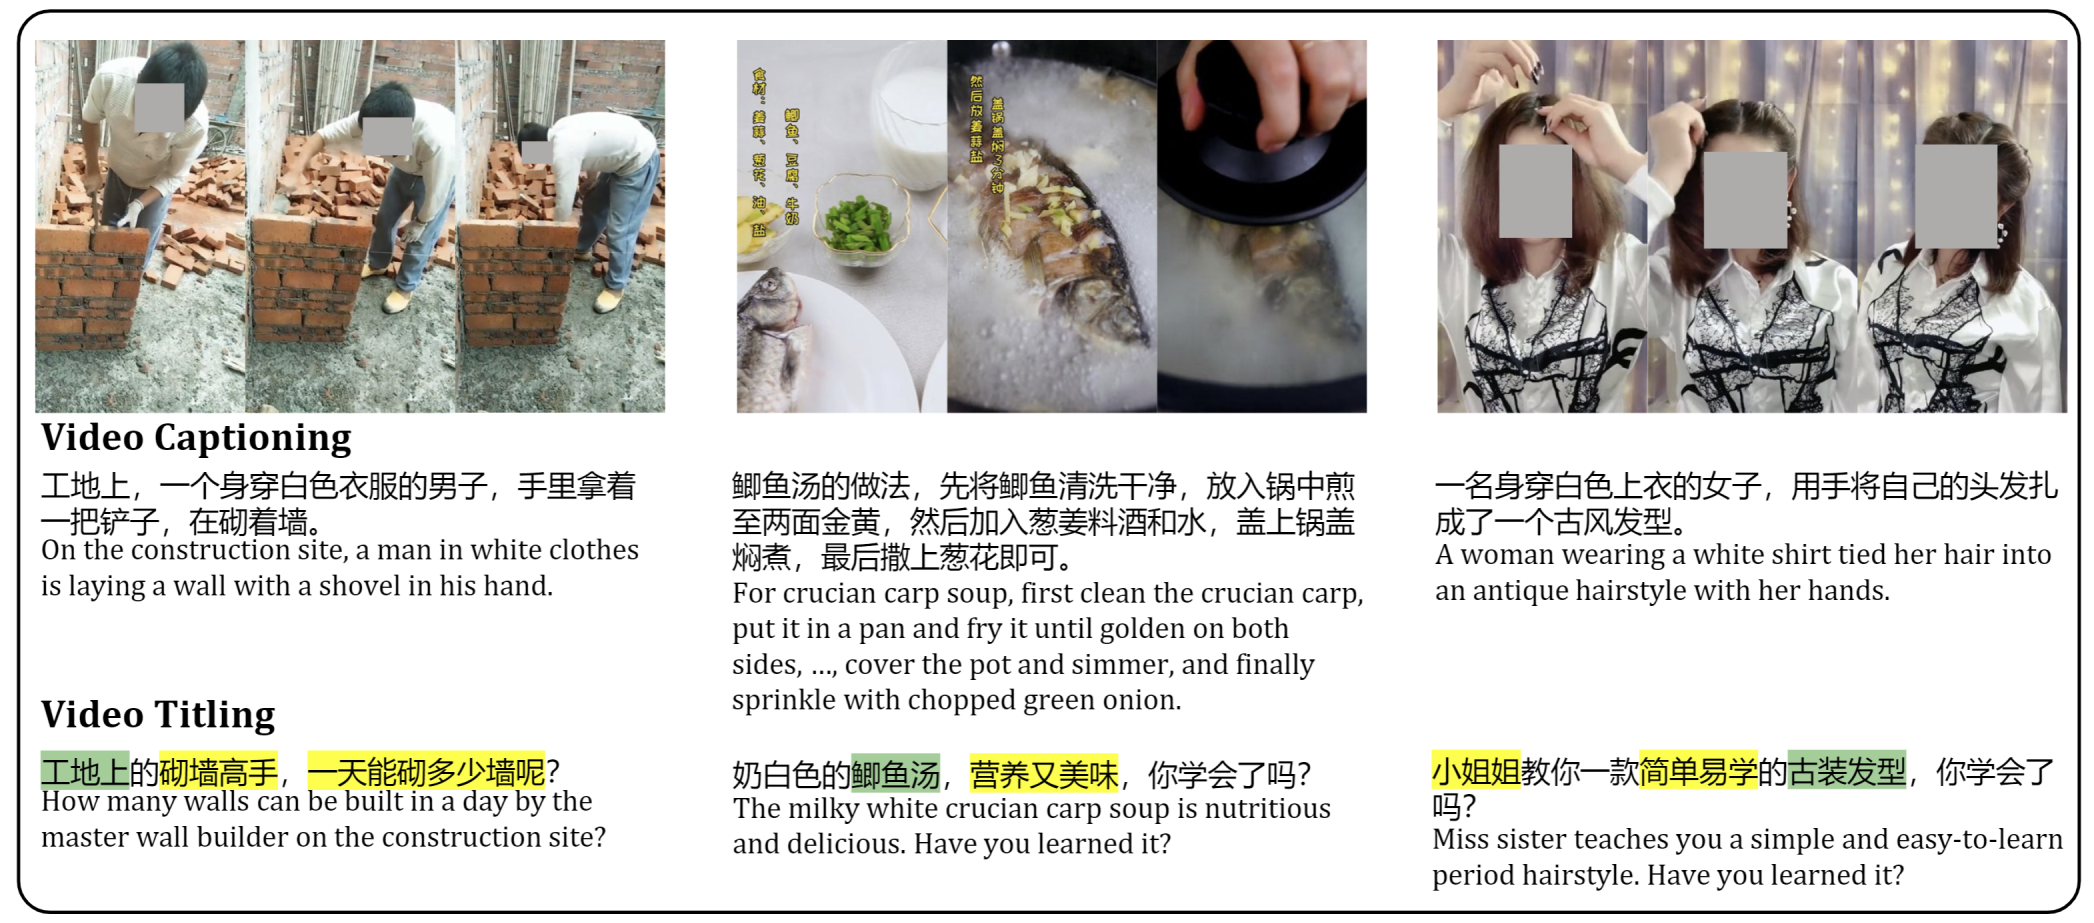 食材：姜蒜、葱花、油、盐
鲫鱼、豆腐、牛奶
然后放姜蒜盐
盖锅盖焖3分钟
Video Captioning
工地上，一个身穿白色衣服的男子，手里拿着
一把铲子，在砌着墙。
On the construction site, a man in white clothes
is laying a wall with a shovel in his hand.
鲫鱼汤的做法，先将鲫鱼清洗干净，放入锅中煎
至两面金黄，然后加入葱姜料酒和水，盖上锅盖
焖煮，最后撒上葱花即可。
For crucian carp soup, first clean the crucian carp,
put it in a pan and fry it until golden on both
sides, ..., cover the pot and simmer, and finally
sprinkle with chopped green onion.
一名身穿白色上衣的女子，用手将自己的头发扎
成了一个古风发型。
A woman wearing a white shirt tied her hair into
an antique hairstyle with her hands.
Video Titling
工地上的砌墙高手，一天能砌多少墙呢？
How many walls can be built in a day by the
master wall builder on the construction site?
奶白色的鲫鱼汤，营养又美味，你学会了吗？
The milky white crucian carp soup is nutritious
and delicious. Have you learned it?
小姐姐教你一款简单易学的古装发型，你学会了
吗？
Miss sister teaches you a simple and easy-to-learn
period hairstyle. Have you learned it?